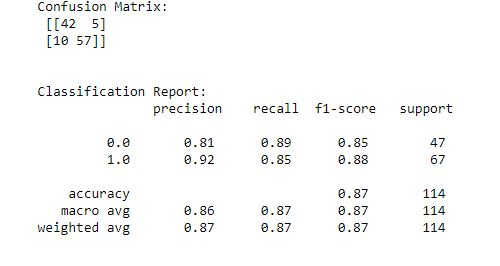 Confusion Matrix:
[[42 5]
[10 57]]
Classification Report:
precision recall f1-score support
0.0 0.81 0.89 0.85 47
1.0 0.92 0.85 0.88 67
accuracy 0.87 114
macro avg 0.86 0.87 0.87 114
weighted avg 0.87 0.87 0.87 114